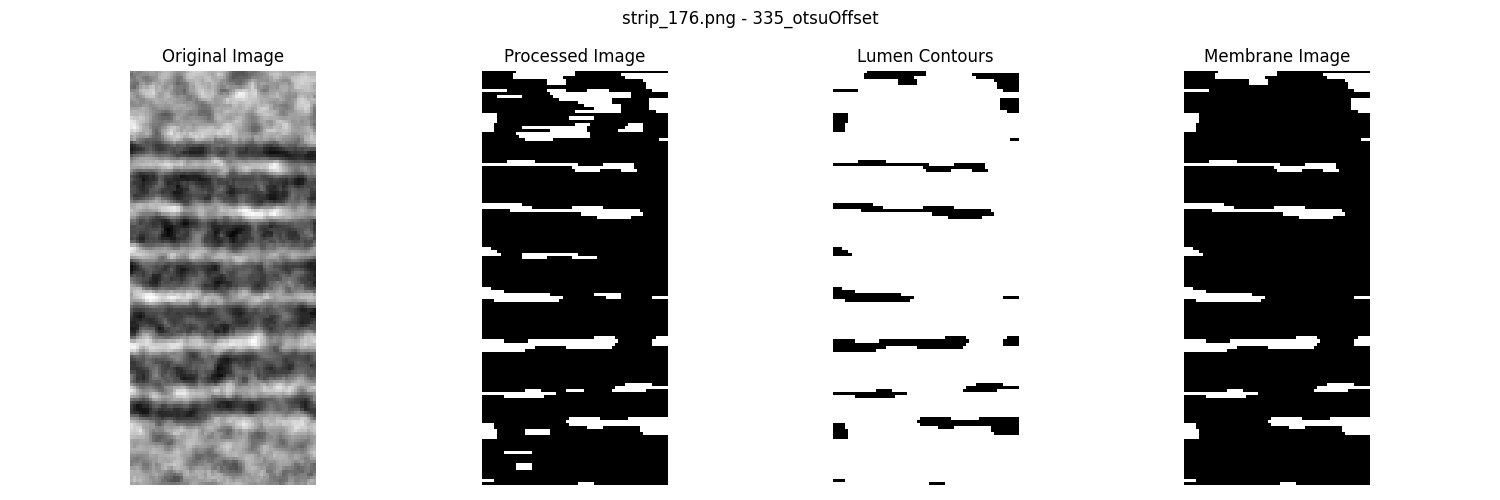 strip_176.png - 335_otsuOffset
Original Image
Processed Image
Lumen Contours
Membrane Image